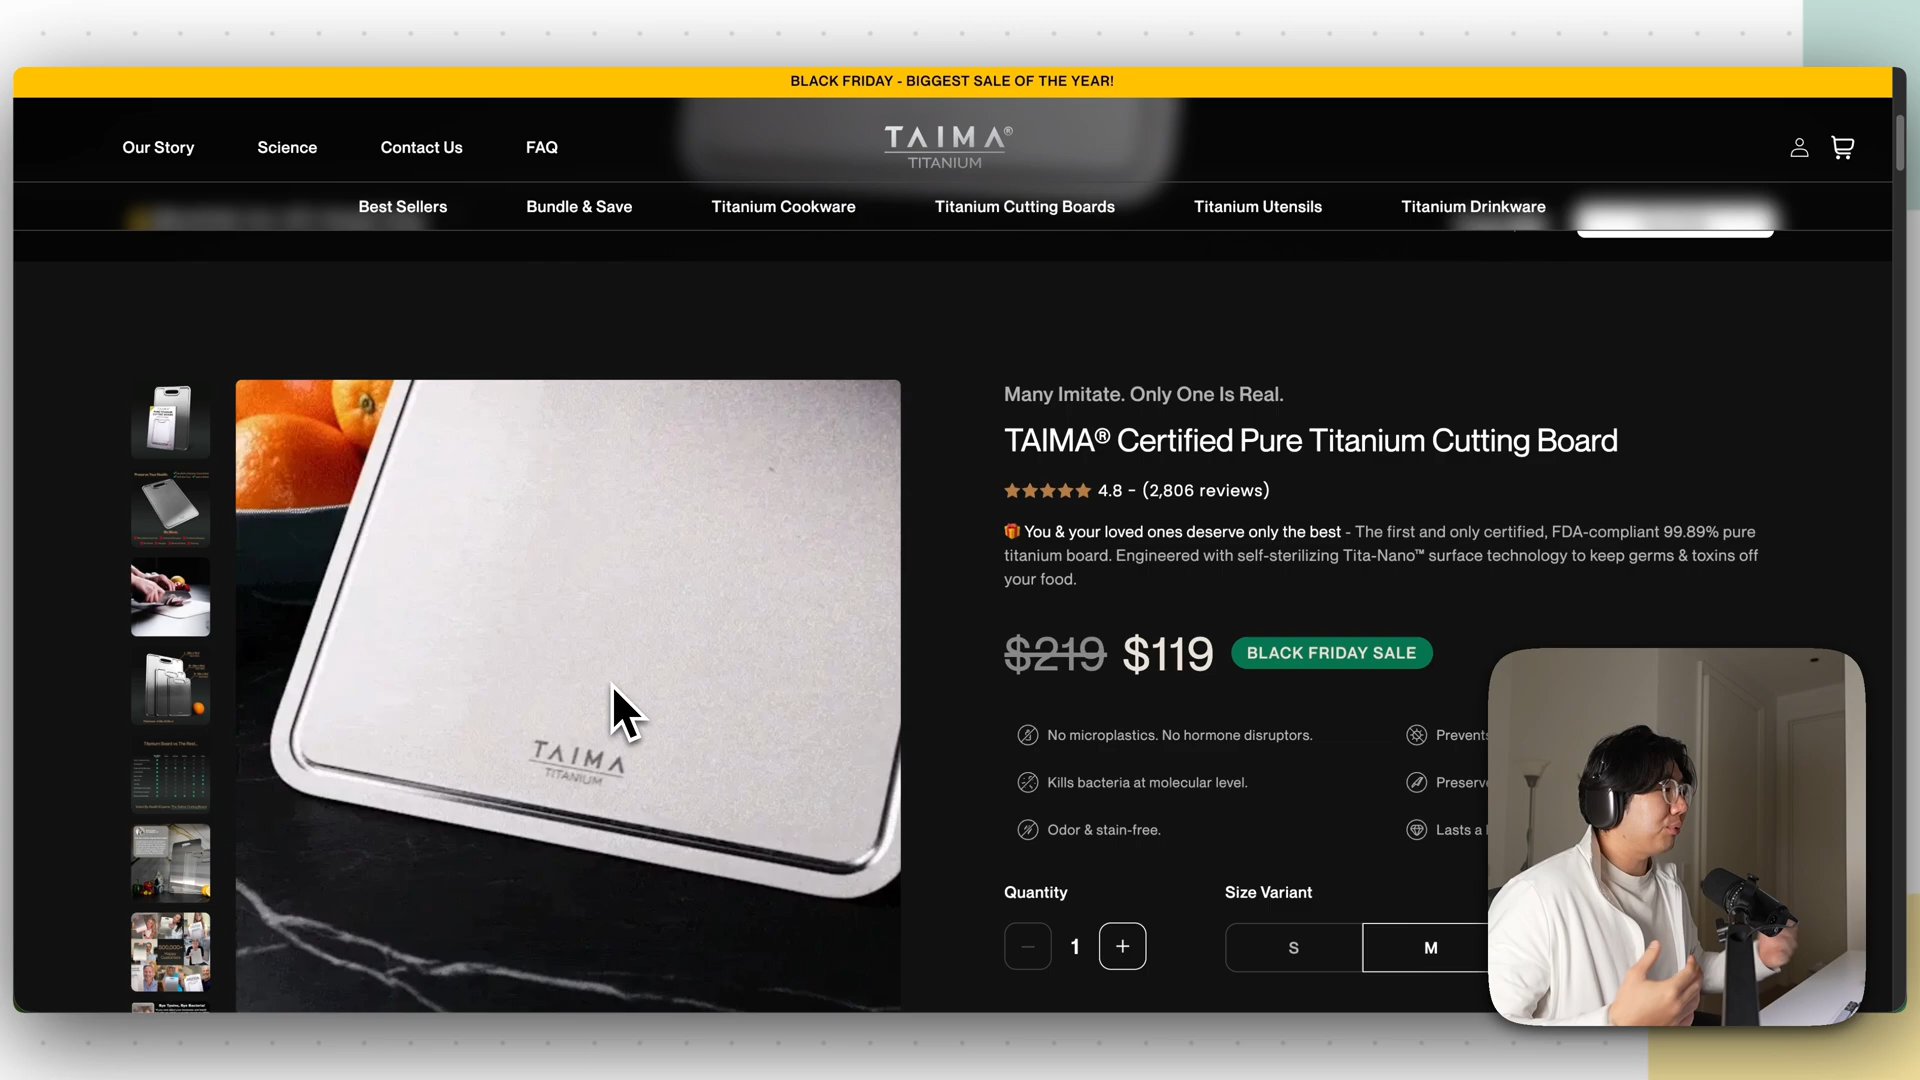 BLACK FRIDAY - BIGGEST SALE OF THE YEAR!
Our Story
Science
Contact Us
FAQ
TAIMA®
TITANIUM
Best Sellers
Bundle & Save
Titanium Cookware
Titanium Cutting Boards
Titanium Utensils
Titanium Drinkware
TAIMA
TITANIUM
Many Imitate. Only One Is Real.
TAIMA® Certified Pure Titanium Cutting Board
4.8 - (2,806 reviews)
🎁 You & your loved ones deserve only the best - The first and only certified, FDA-compliant 99.89% pure
titanium board. Engineered with self-sterilizing Tita-Nano™ surface technology to keep germs & toxins off
your food.
$219 $119 BLACK FRIDAY SALE
No microplastics. No hormone disruptors.
Kills bacteria at molecular level.
Odor & stain-free.
Quantity
Size Variant
1
S
M